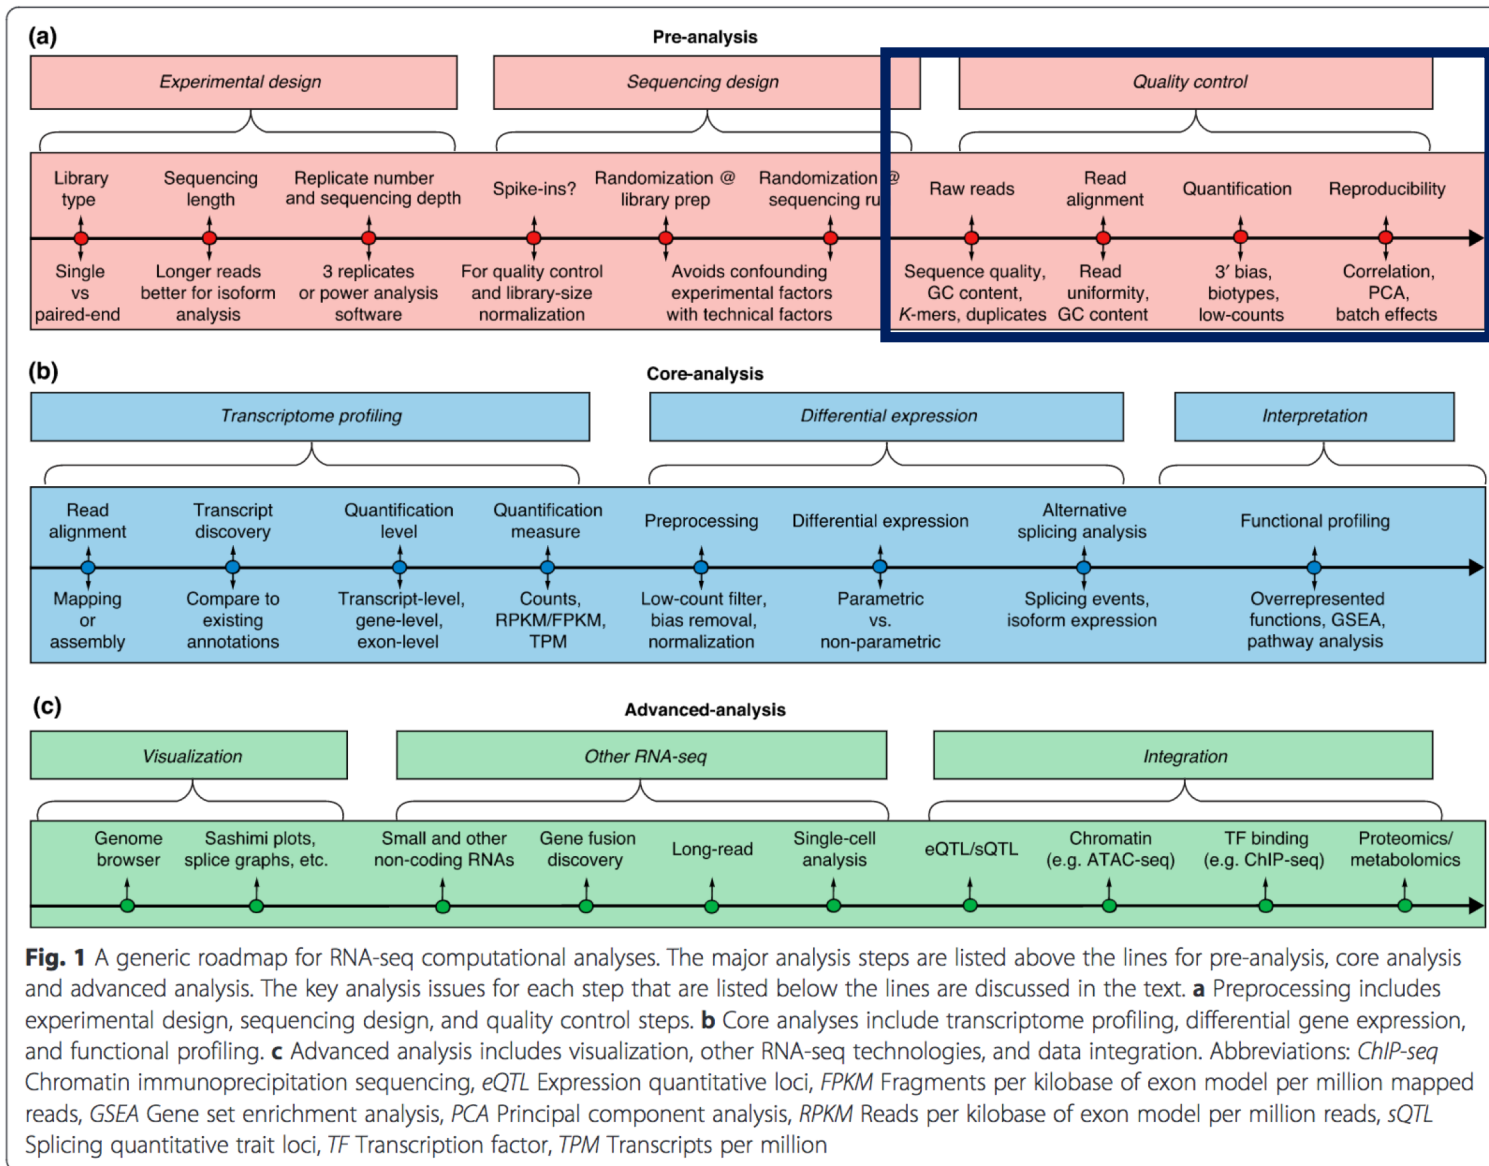 (a)
Pre-analysis
Experimental design
Sequencing design
Quality control
Library
type
Sequencing
length
Replicate number
and sequencing depth
Spike-ins?
Randomization @
library prep
Randomization @
sequencing ru
Raw reads
Read
alignment
Quantification
Reproducibility
Single
vs
paired-end
Longer reads
better for isoform
analysis
3 replicates
or power analysis
software
For quality control
and library-size
normalization
Avoids confounding
experimental factors
with technical factors
Sequence quality,
GC content,
K-mers, duplicates
Read
uniformity,
GC content
3′ bias,
biotypes,
low-counts
Correlation,
PCA,
batch effects
(b)
Core-analysis
Transcriptome profiling
Differential expression
Interpretation
Read
alignment
Transcript
discovery
Quantification
level
Quantification
measure
Preprocessing
Differential expression
Alternative
splicing analysis
Functional profiling
Mapping
or
assembly
Compare to
existing
annotations
Transcript-level,
gene-level,
exon-level
Counts,
RPKM/FPKM,
TPM
Low-count filter,
bias removal,
normalization
Parametric
vs.
non-parametric
Splicing events,
isoform expression
Overrepresented
functions, GSEA,
pathway analysis
(c)
Advanced-analysis
Visualization
Other RNA-seq
Integration
Genome
browser
Sashimi plots,
splice graphs, etc.
Small and other
non-coding RNAs
Gene fusion
discovery
Long-read
Single-cell
analysis
eQTL/sQTL
Chromatin
(e.g. ATAC-seq)
TF binding
(e.g. ChIP-seq)
Proteomics/
metabolomics
Fig. 1 A generic roadmap for RNA-seq computational analyses. The major analysis steps are listed above the lines for pre-analysis, core analysis
and advanced analysis. The key analysis issues for each step that are listed below the lines are discussed in the text. a Preprocessing includes
experimental design, sequencing design, and quality control steps. b Core analyses include transcriptome profiling, differential gene expression,
and functional profiling. c Advanced analysis includes visualization, other RNA-seq technologies, and data integration. Abbreviations: ChIP-seq
Chromatin immunoprecipitation sequencing, eQTL Expression quantitative loci, FPKM Fragments per kilobase of exon model per million mapped
reads, GSEA Gene set enrichment analysis, PCA Principal component analysis, RPKM Reads per kilobase of exon model per million reads, sQTL
Splicing quantitative trait loci, TF Transcription factor, TPM Transcripts per million